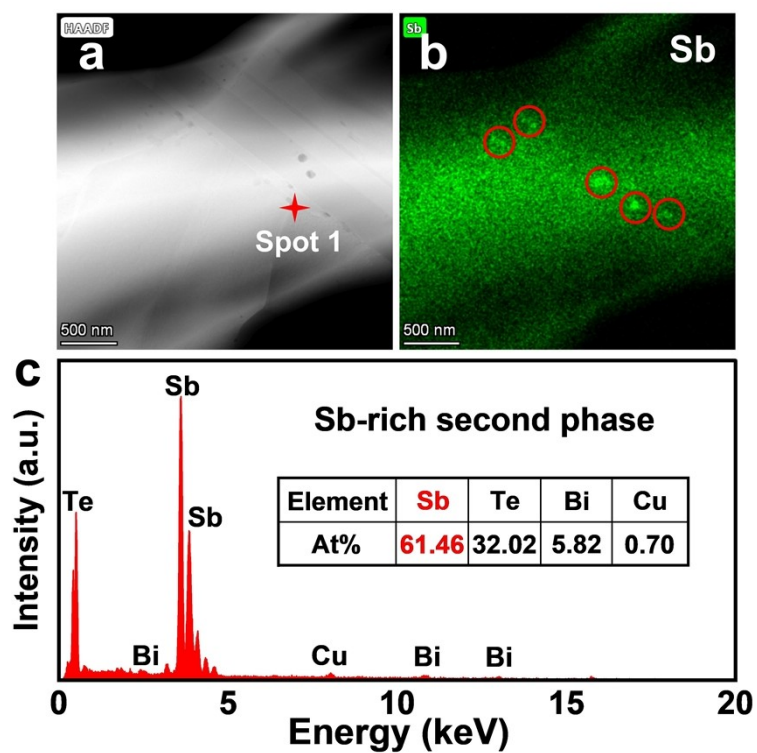 HAADF
a
Spot 1
500 nm
Sb
b
Sb
500 nm
c
Sb
Sb-rich second phase
Te
Sb
Element Sb Te Bi Cu
At% 61.46 32.02 5.82 0.70
Bi
Cu
Bi
Bi
Intensity (a.u.)
0 5 10 15 20
Energy (keV)